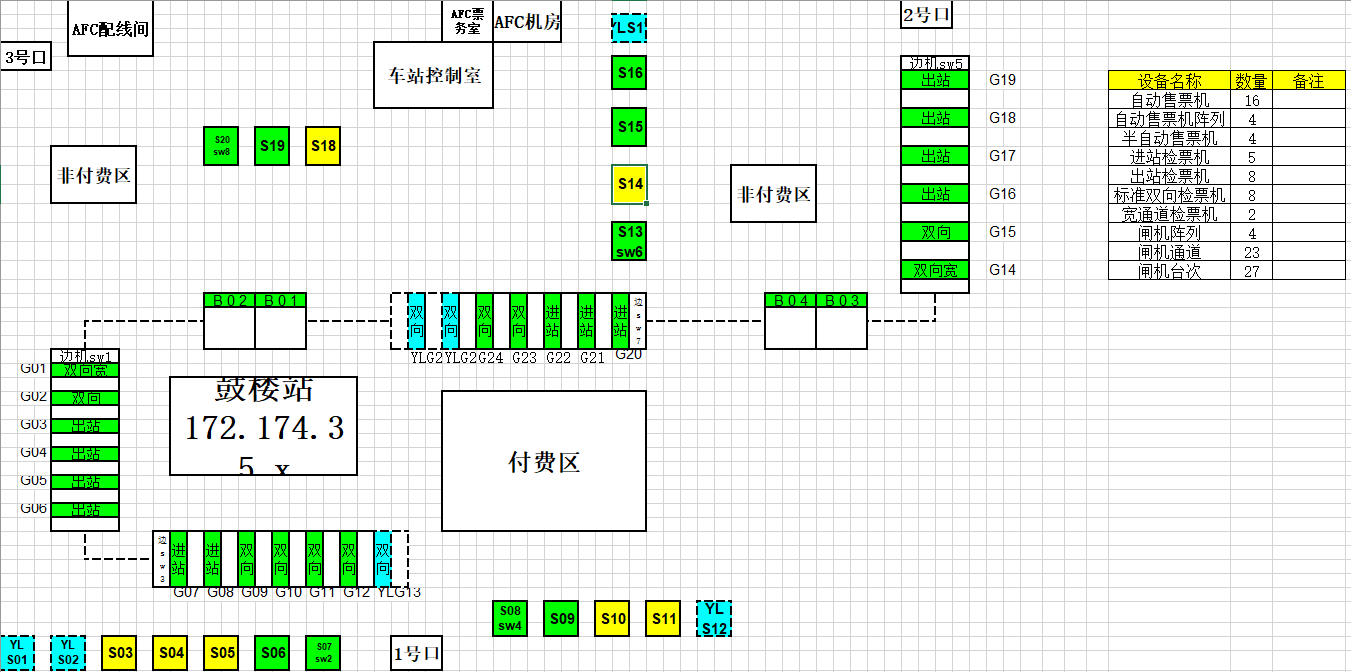 AFC配线间
AFC票
务室
AFC机房
YLS1
2号口
3号口
车站控制室
S16
边机sw5
出站
G19
设备名称 数量 备注
自动售票机 16
自动售票机阵列 4
半自动售票机 4
进站检票机 5
出站检票机 8
标准双向检票机 8
宽通道检票机 2
闸机阵列 4
闸机通道 23
闸机台次 27
S15
出站
G18
S20
sw8
S19
S18
出站
G17
非付费区
S14
非付费区
出站
G16
S13
sw6
双向
G15
双向宽
G14
B02
B01
双向
双向
双向
双向
进站
进站
进站
边sw7
B04
B03
YLG2
YLG2
G24
G23
G22
G21
G20
边机sw1
G01
双向宽
G02
双向
G03
出站
G04
出站
G05
出站
G06
出站
鼓楼站
172.174.3
5.x
付费区
边sw3
进站
进站
双向
双向
双向
双向
双向
G07
G08
G09
G10
G11
G12
YLG13
S08
sw4
S09
S10
S11
YL
S12
YL
S01
YL
S02
S03
S04
S05
S06
S07
sw2
1号口